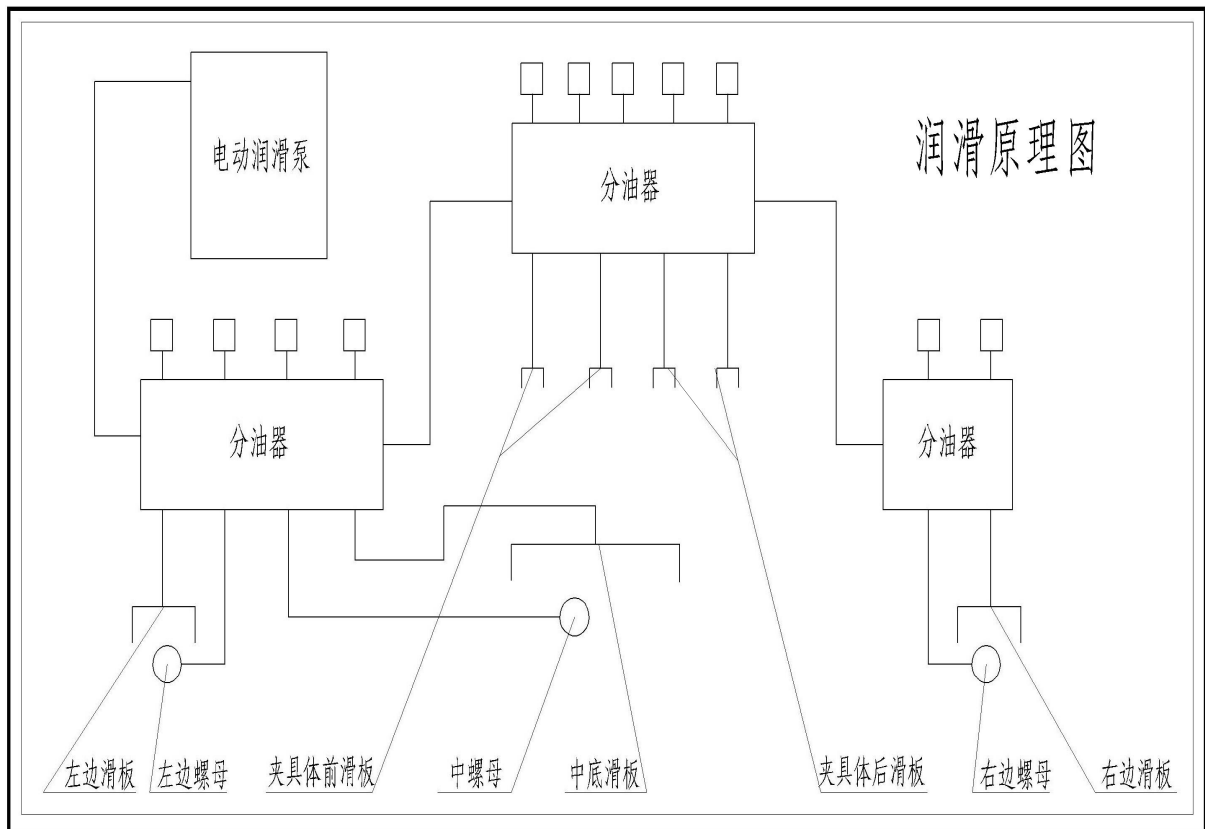 润滑原理图
电动润滑泵
分油器
分油器
分油器
左边滑板
左边螺母
夹具体前滑板
中螺母
中底滑板
夹具体后滑板
右边螺母
右边滑板